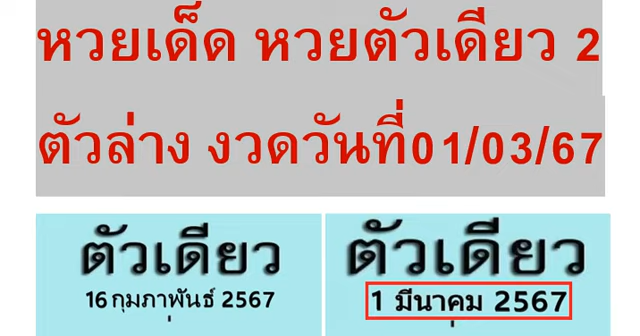 หวยเด็ด หวยตัวเดียว 2
ตัวล่าง งวดวันที่01/03/67
ตัวเดียว
16 กุมภาพันธ์ 2567
ตัวเดียว
1 มีนาคม 2567